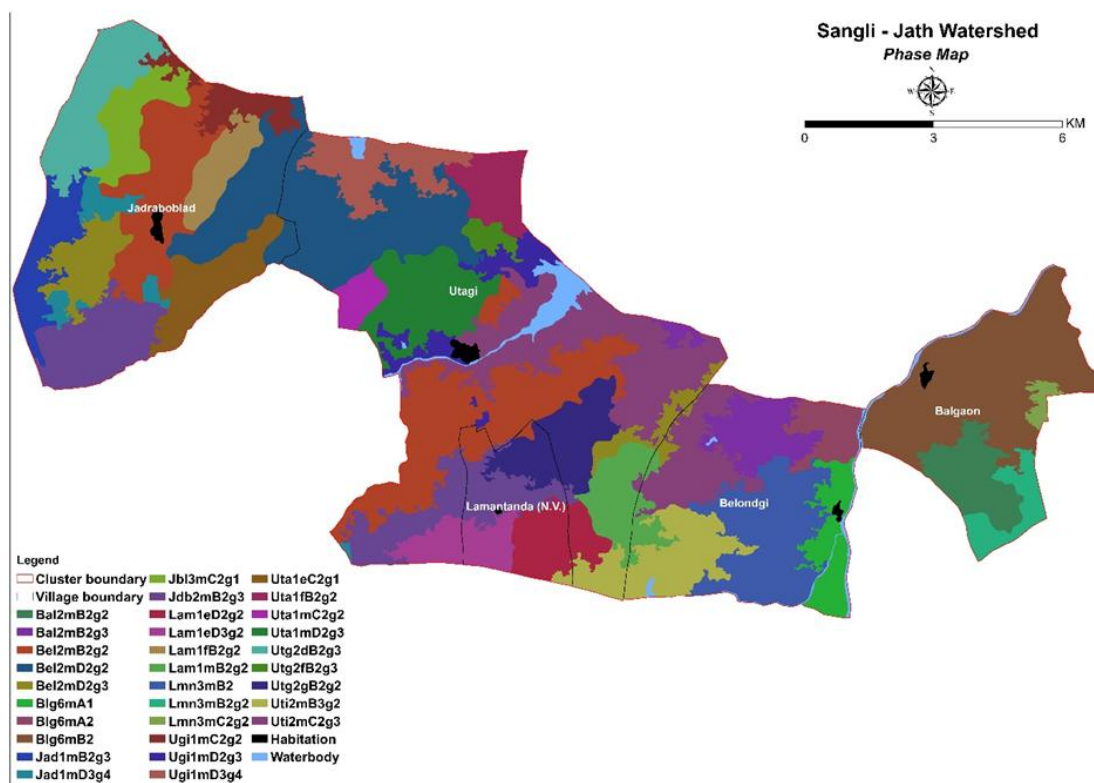 Sangli - Jath Watershed
Phase Map
N
W E
S
KM
0 3 6
Jadraboblad
Utagi
Balgaon
Lamantanda (N.V.)
Belondgi
Legend
Cluster boundary
Village boundary
Bal2mB2g2
Bal2mB2g3
Bel2mB2g2
Bel2mD2g2
Bel2mD2g3
Blg6mA1
Blg6mA2
Blg6mB2
Jad1mB2g3
Jad1mD3g4
Jbl3mC2g1
Jdb2mB2g3
Lam1eD2g2
Lam1eD3g2
Lam1fB2g2
Lam1mB2g2
Lmn3mB2
Lmn3mB2g2
Lmn3mC2g2
Ugi1mC2g2
Ugi1mD2g3
Ugi1mD3g4
Uta1eC2g1
Uta1fB2g2
Uta1mC2g2
Uta1mD2g3
Utg2dB2g3
Utg2fB2g3
Utg2gB2g2
Uti2mB3g2
Uti2mC2g3
Habitation
Waterbody